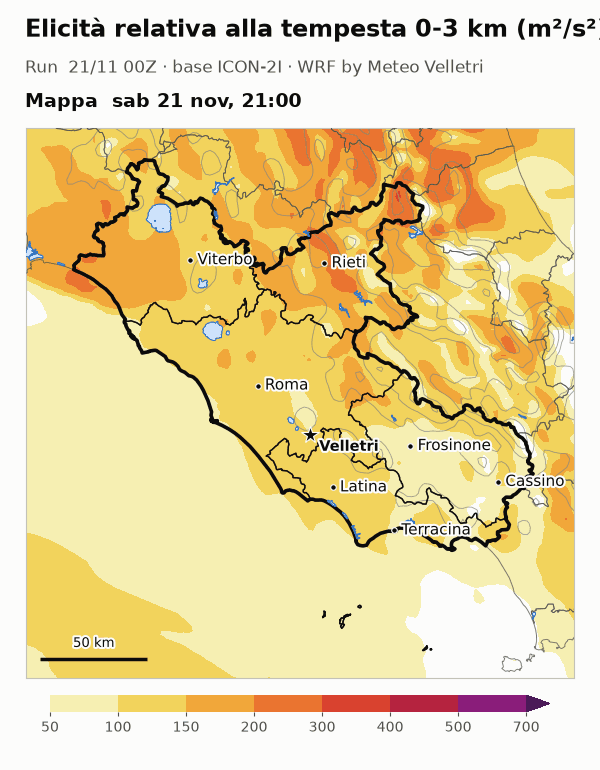 Elicità relativa alla tempesta 0-3 km (m²/s²)
Run  21/11 00Z · base ICON-2I · WRF by Meteo Velletri
Mappa  sab 21 nov, 21:00
Viterbo
Rieti
Roma
Velletri
Frosinone
Cassino
Latina
Terracina
50 km
50 100 150 200 300 400 500 700